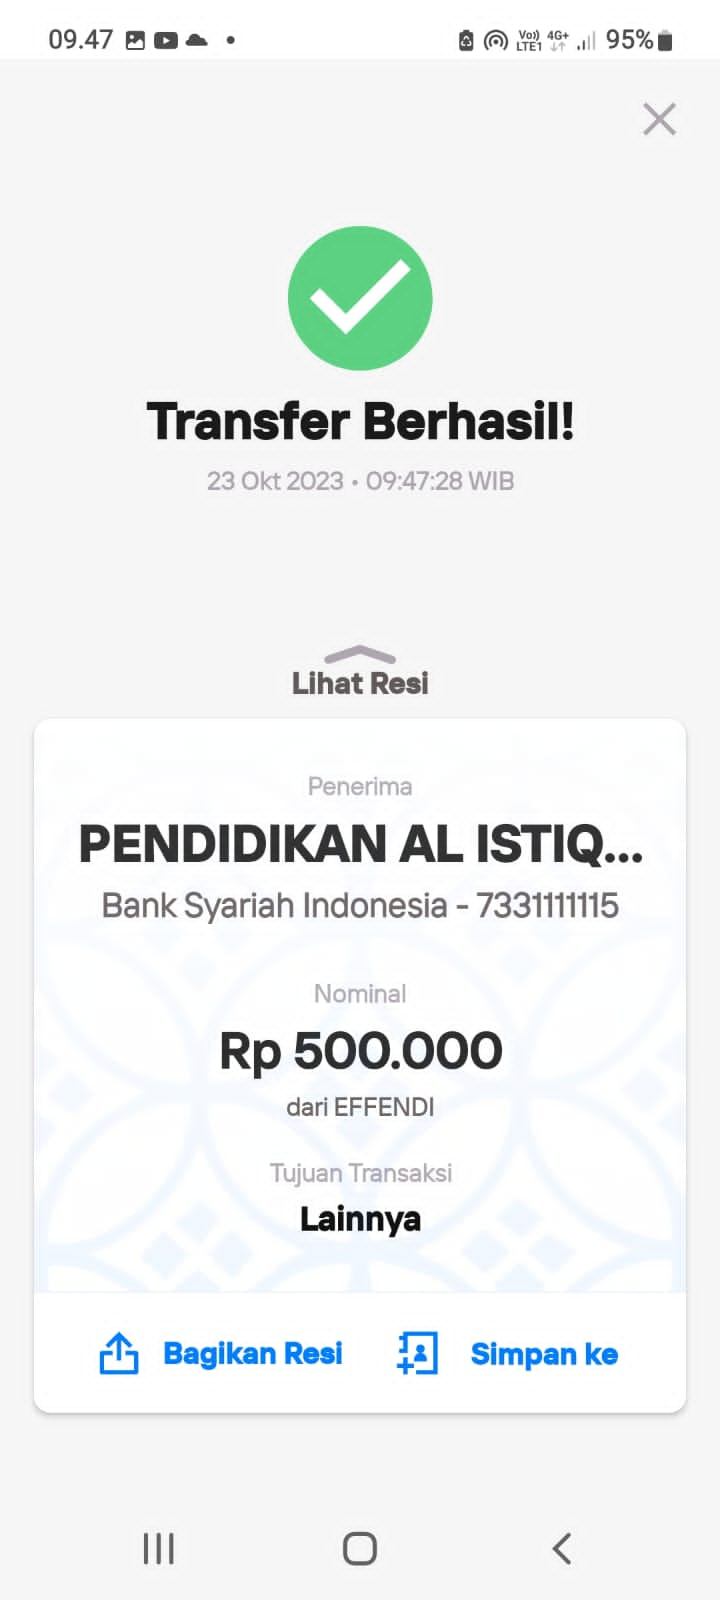 09.47
Vo))
LTE1
4G+
95%
Transfer Berhasil!
23 Okt 2023 • 09:47:28 WIB
Lihat Resi
Penerima
PENDIDIKAN AL ISTIQ...
Bank Syariah Indonesia - 7331111115
Nominal
Rp 500.000
dari EFFENDI
Tujuan Transaksi
Lainnya
Bagikan Resi
Simpan ke